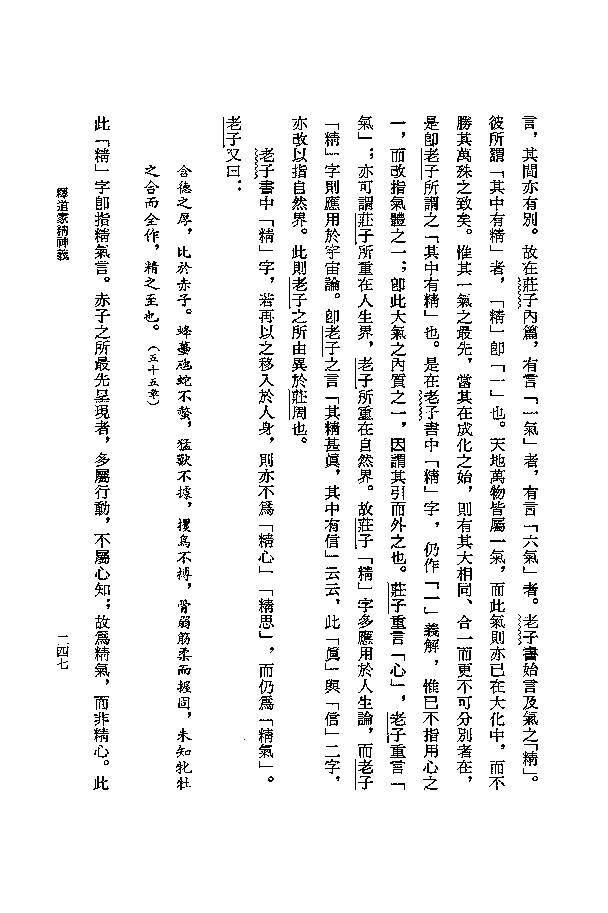 言，其間亦有別。故在莊子內篇，有言「一氣」者，有言「六氣」者。老子書始言及氣之「精」。
彼所謂「其中有精」者，「精」卽「一」也。天地萬物皆屬一氣，而此氣則亦已在大化中，而不
勝其萬殊之致矣。惟其一氣之最先，當其在成化之始，則有其大相同、合一而更不可分別者在，
是卽老子所謂之「其中有精」也。是在老子書中「精」字，仍作「一」義解，惟已不指用心之
一，而改指氣體之一；卽此大氣之內質之一，因謂其引而外之也。莊子重言「心」，老子重言「
氣」；亦可謂莊子所重在人生界，老子所重在自然界。故莊子「精」字多應用於人生論，而老子
「精」字則應用於宇宙論。卽老子之言「其精甚眞，其中有信」云云，此「眞」與「信」二字，
亦改以指自然界。此則老子之所由異於莊周也。
老子書中「精」字，若再以之移入於人身，則亦不爲「精心」「精思」，而仍爲「精氣」。
老子又曰：
含德之厚，比於赤子。蜂蠆虺蛇不螫，猛獸不據，攫鳥不搏，骨弱筋柔而握固，未知牝牡
之合而全作，精之至也。（五十五章）
此「精」字卽指精氣言。赤子之所最先呈現者，多屬行動，不屬心知；故爲精氣，而非精心。此
釋道家精神義
二四七